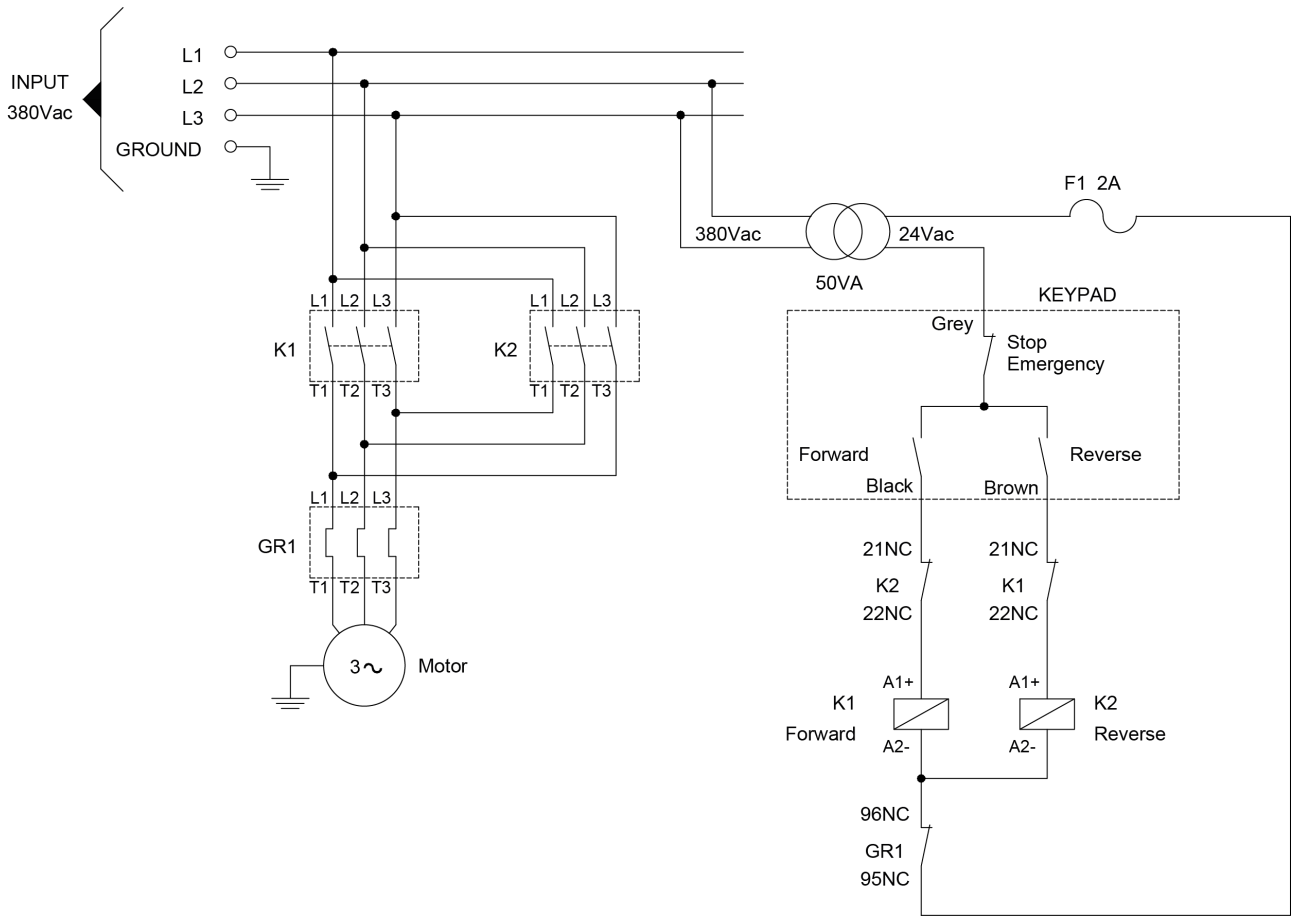 L1
INPUT
L2
380Vac
L3
GROUND
F1 2A
380Vac
24Vac
50VA
KEYPAD
L1 L2 L3
L1 L2 L3
Grey
Stop
Emergency
K1
K2
T1 T2 T3
T1 T2 T3
Forward
Reverse
Black
Brown
L1 L2 L3
GR1
T1 T2 T3
21NC
21NC
K2
K1
22NC
22NC
3
Motor
A1+
A1+
K1
K2
Forward
Reverse
A2-
A2-
96NC
GR1
95NC